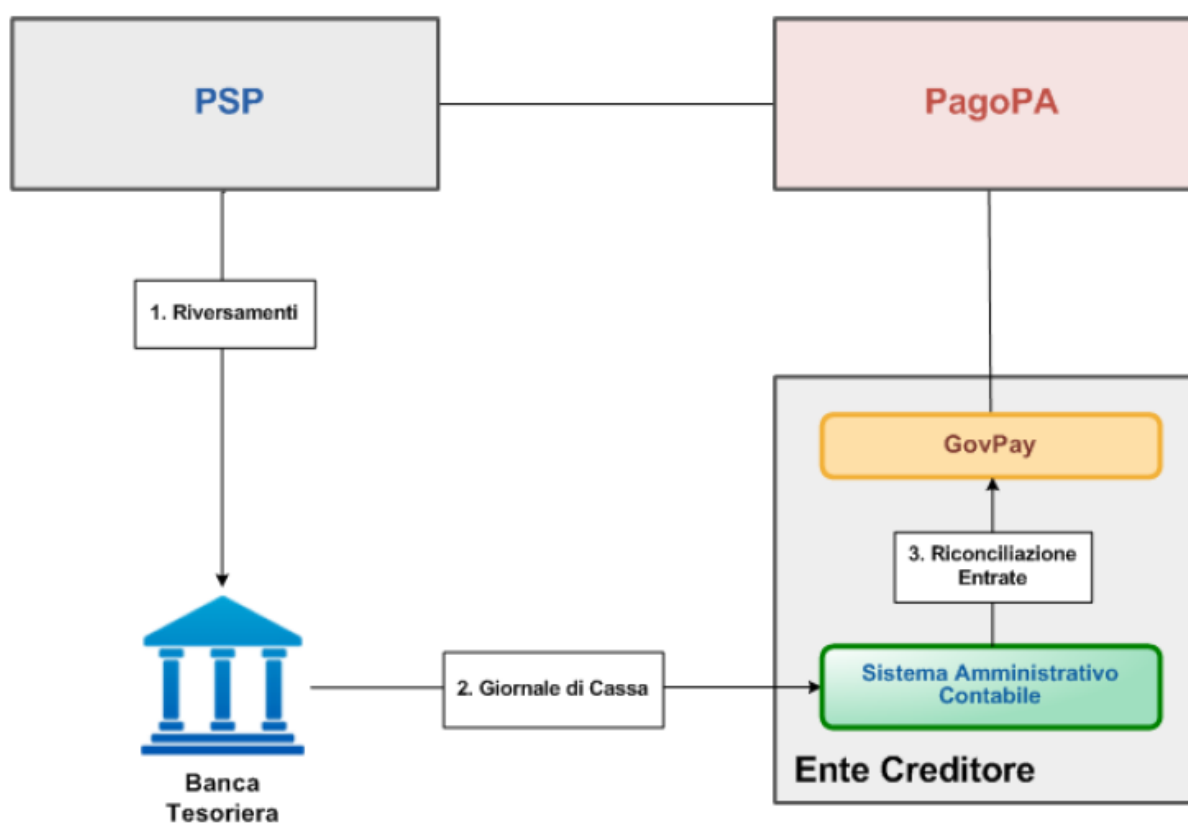 PSP
PagoPA
1. Riversamenti
GovPay
3. Riconciliazione
Entrate
Sistema Amministrativo
Contabile
2. Giornale di Cassa
Ente Creditore
Banca
Tesoriera